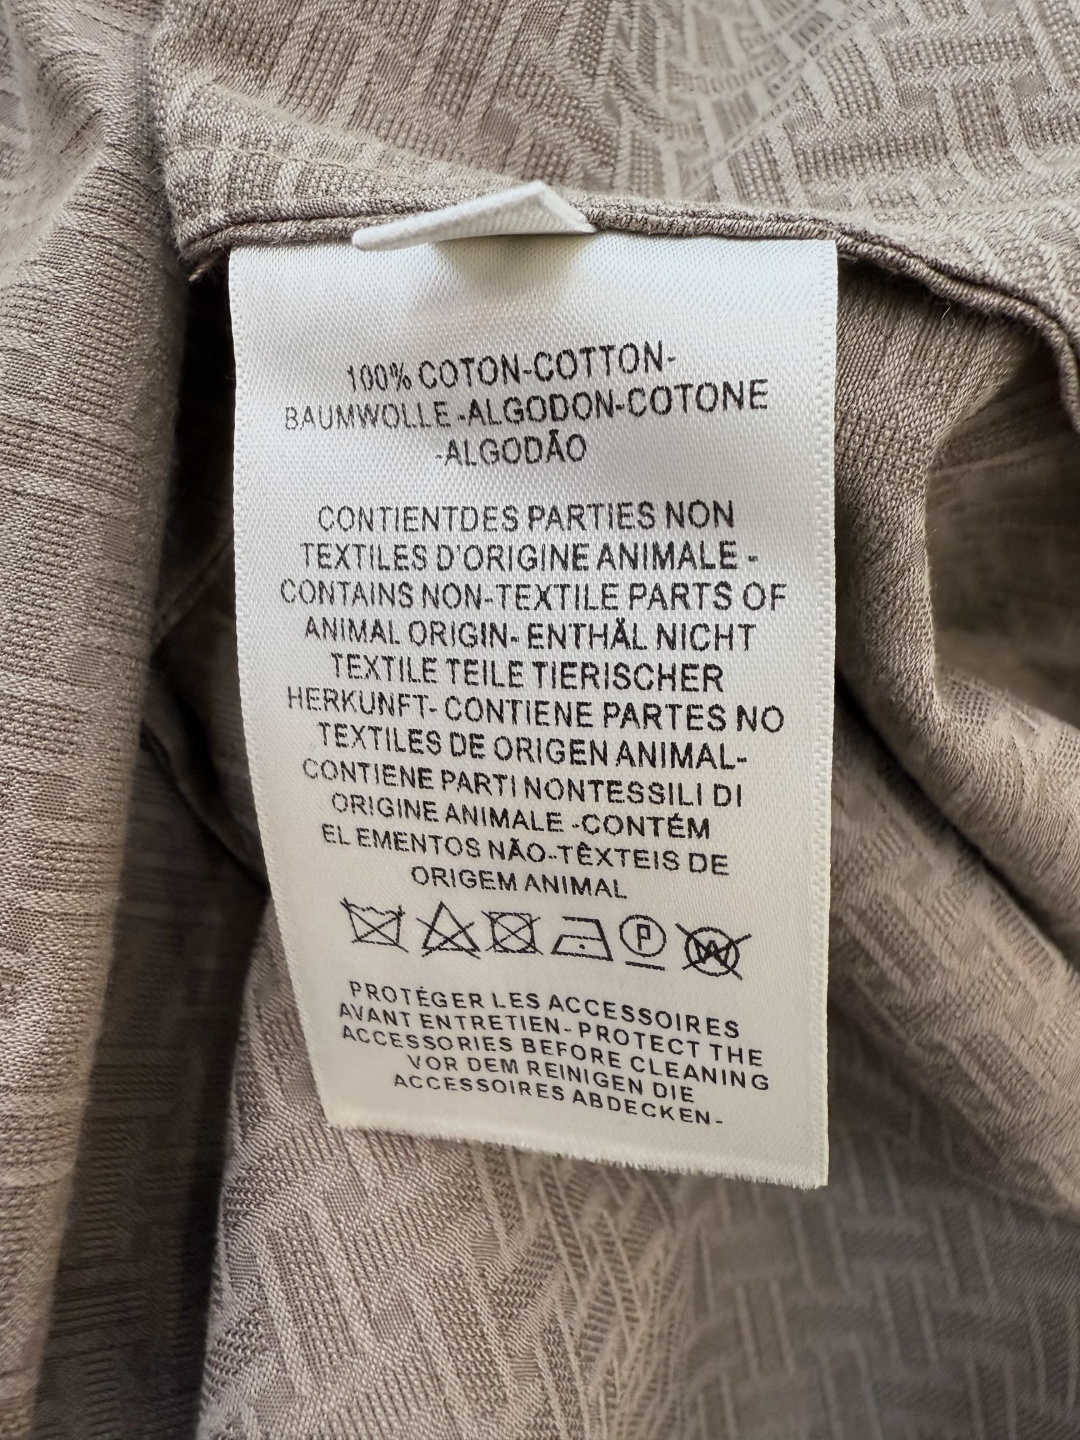 100% COTON-COTTON-
BAUMWOLLE-ALGODON-COTONE
-ALGODÃO
CONTIENTDES PARTIES NON
TEXTILES D'ORIGINE ANIMALE -
CONTAINS NON-TEXTILE PARTS OF
ANIMAL ORIGIN- ENTHÄL NICHT
TEXTILE TEILE TIERISCHER
HERKUNFT- CONTIENE PARTES NO
TEXTILES DE ORIGEN ANIMAL-
CONTIENE PARTI NONTESSILI DI
ORIGINE ANIMALE -CONTÉM
EL EMENTOS NÃO-TÊXTEIS DE
ORIGEM ANIMAL
P W
PROTÉGER LES ACCESSOIRES
AVANT ENTRETIEN- PROTECT THE
ACCESSORIES BEFORE CLEANING
VOR DEM REINIGEN DIE
ACCESSOIRES ABDECKEN-